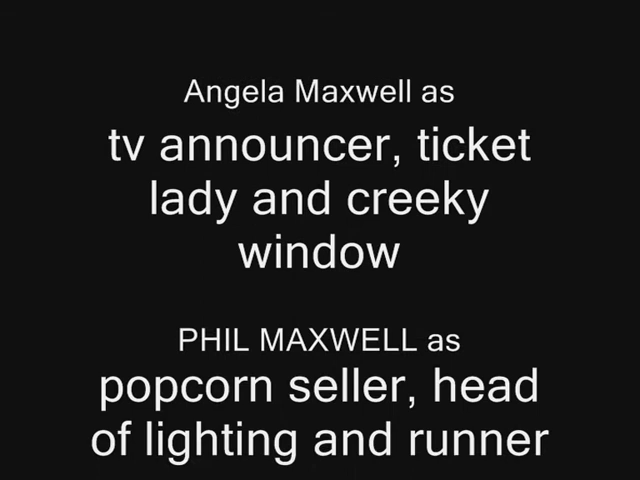 Angela Maxwell as
tv announcer, ticket
lady and creeky
window
PHIL MAXWELL as
popcorn seller, head
of lighting and runner